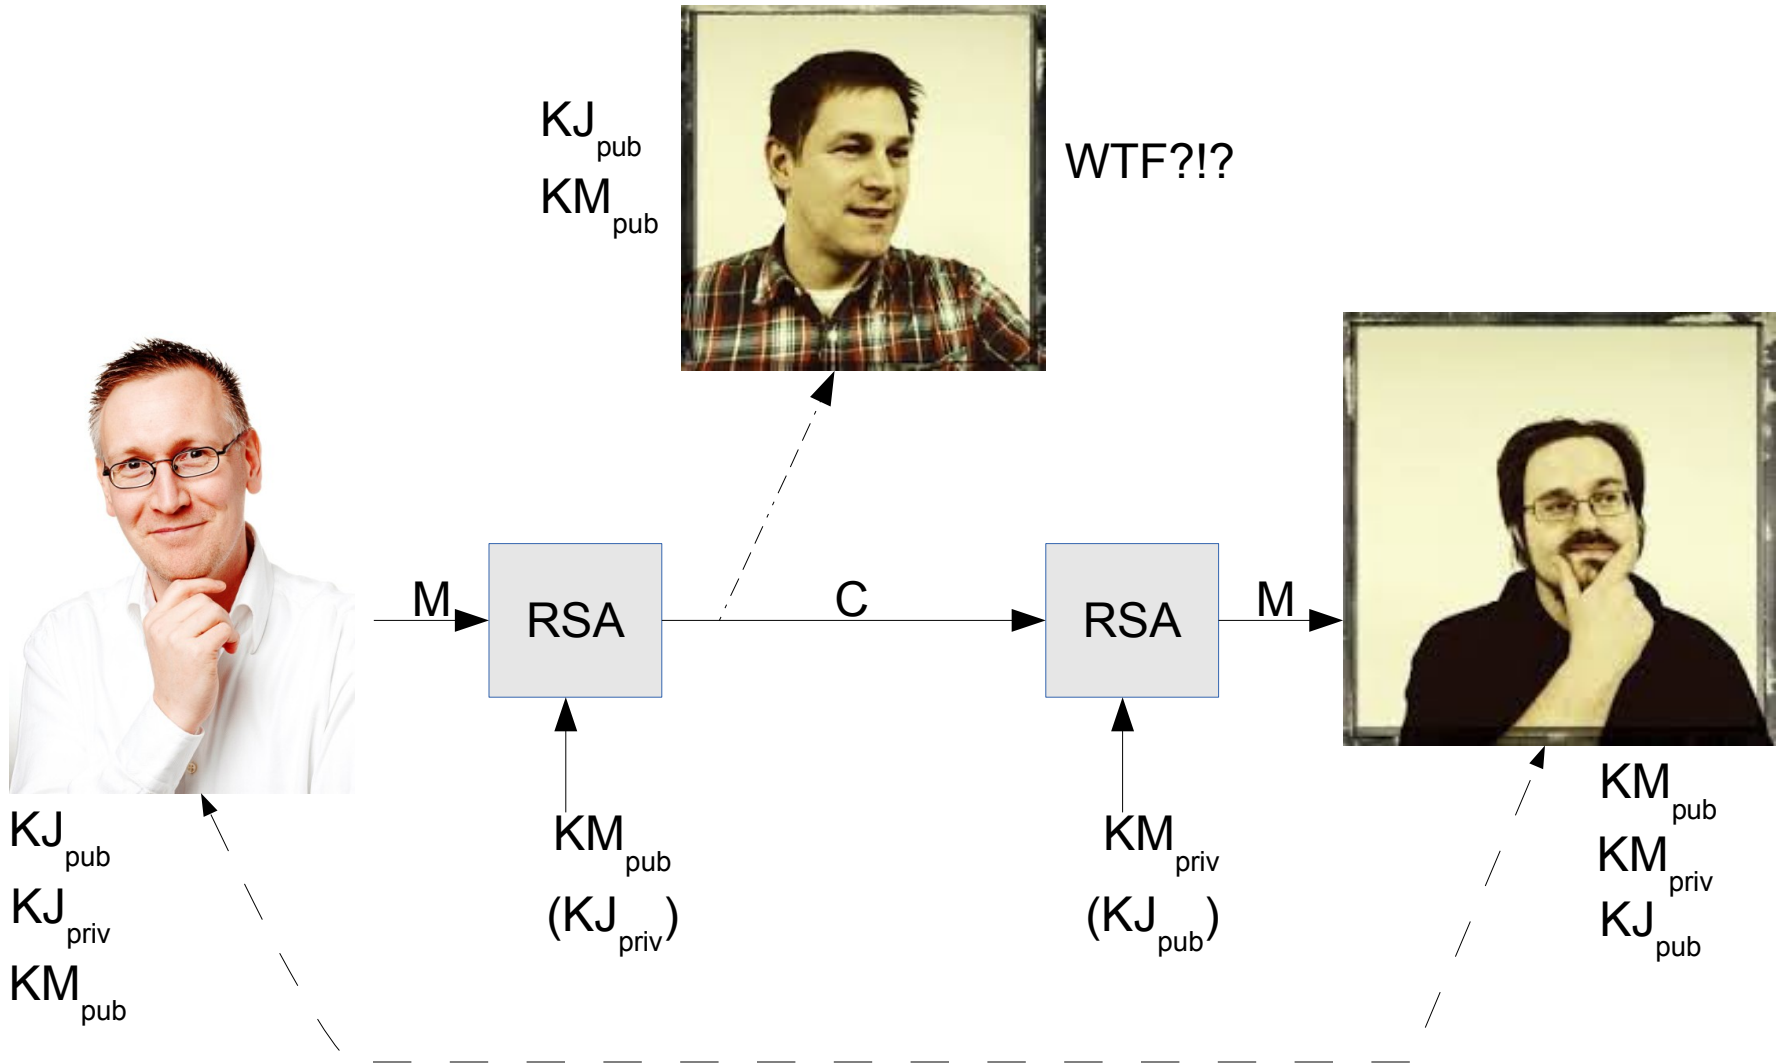 KJpub
KMpub
WTF?!?
M
RSA
C
RSA
M
KJpub
KJpriv
KMpub
KMpub
(KJpriv)
KMpriv
(KJpub)
KMpub
KMpriv
KJpub